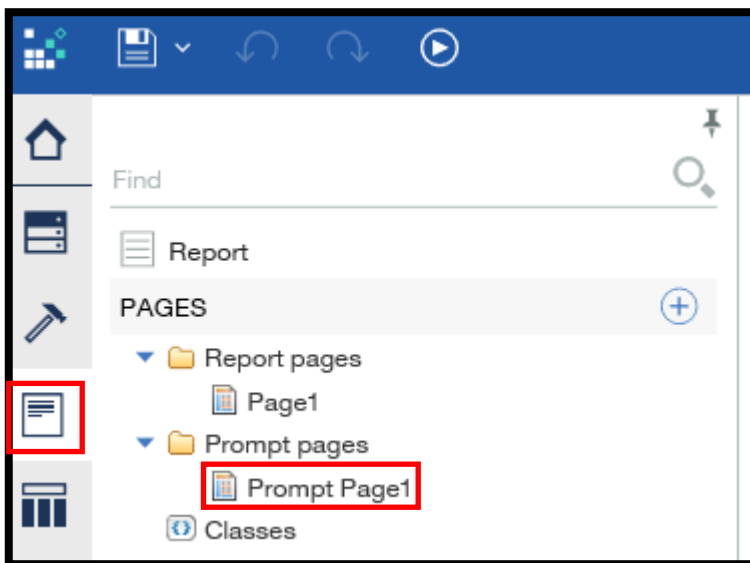 Find
Report
PAGES
Report pages
Page1
Prompt pages
Prompt Page1
Classes